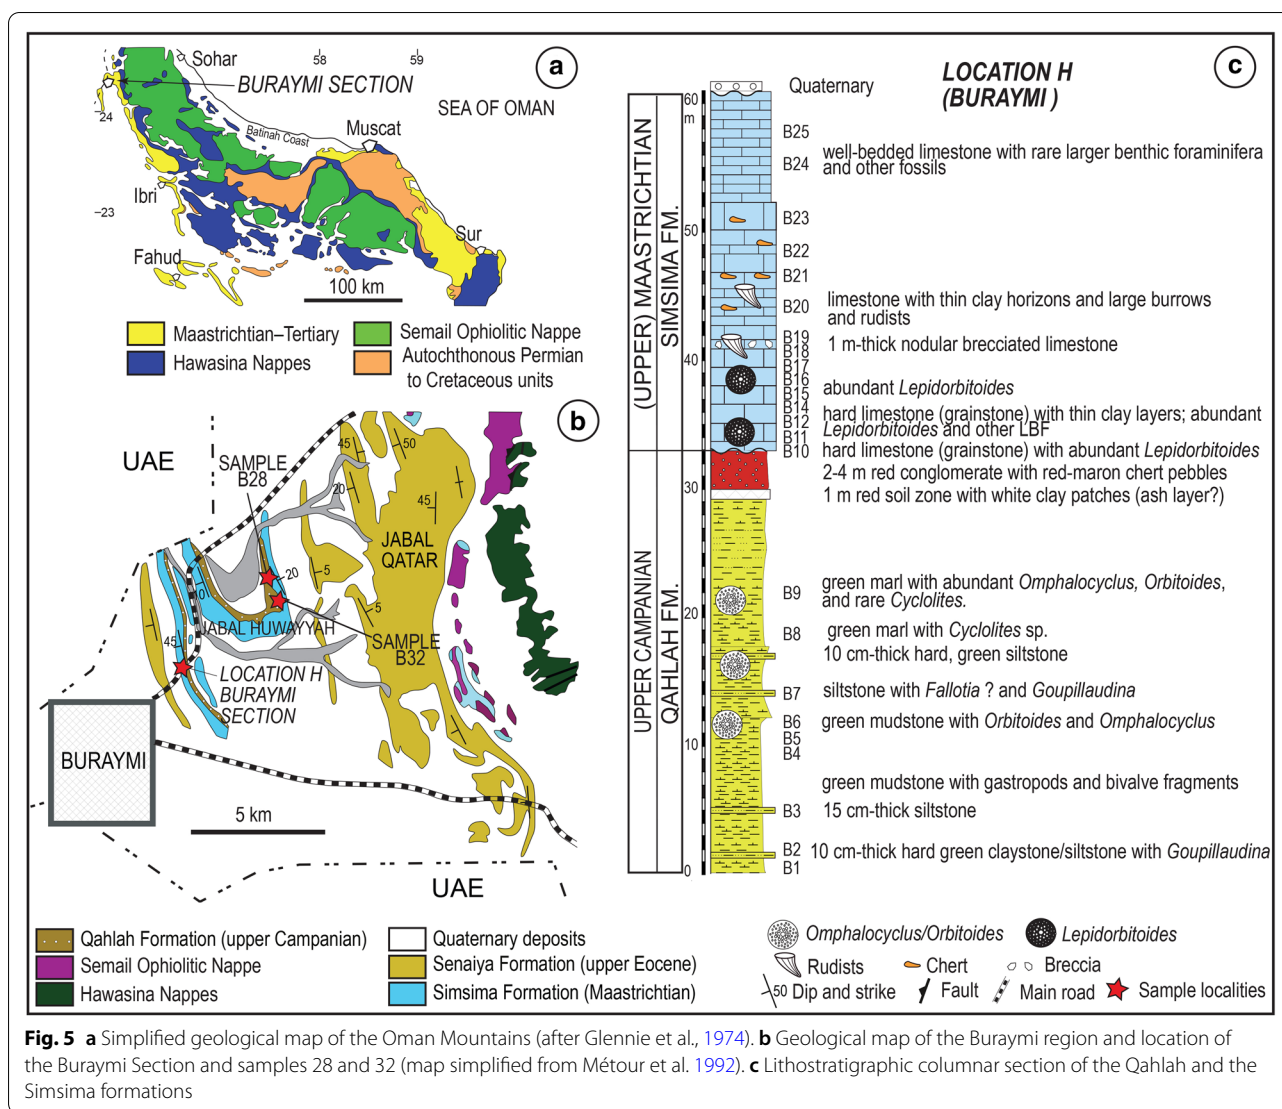 a
58
59
Sohar
BURAYMI SECTION
SEA OF OMAN
–24
Batinah Coast
Muscat
Ibri
–23
Sur
Fahud
100 km
Maastrichtian–Tertiary
Semail Ophiolitic Nappe
Hawasina Nappes
Autochthonous Permian
to Cretaceous units
b
UAE
SAMPLE
B28
45
50
20
45
JABAL
QATAR
20
5
10
5
JABAL HUWAYYAH
45
SAMPLE
B32
LOCATION H
BURAYMI
SECTION
BURAYMI
5 km
UAE
Qahlah Formation (upper Campanian)
Quaternary deposits
Semail Ophiolitic Nappe
Senaiya Formation (upper Eocene)
Hawasina Nappes
Simsima Formation (Maastrichtian)
c
LOCATION H
(BURAYMI )
Quaternary
(UPPER) MAASTRICHTIAN
SIMSIMA FM.
UPPER CAMPANIAN
QAHLAH FM.
60
m
50
40
30
20
10
0
B25
B24 well-bedded limestone with rare larger benthic foraminifera
and other fossils
B23
B22
B21
B20 limestone with thin clay horizons and large burrows
and rudists
B19
B18 1 m-thick nodular brecciated limestone
B17
B16
B15 abundant Lepidorbitoides
B14
B12 hard limestone (grainstone) with thin clay layers; abundant
B11 Lepidorbitoides and other LBF
B10 hard limestone (grainstone) with abundant Lepidorbitoides
2-4 m red conglomerate with red-maron chert pebbles
1 m red soil zone with white clay patches (ash layer?)
B9 green marl with abundant Omphalocyclus, Orbitoides,
and rare Cyclolites.
B8 green marl with Cyclolites sp.
10 cm-thick hard, green siltstone
B7 siltstone with Fallotia ? and Goupillaudina
B6 green mudstone with Orbitoides and Omphalocyclus
B5
B4
green mudstone with gastropods and bivalve fragments
B3 15 cm-thick siltstone
B2 10 cm-thick hard green claystone/siltstone with Goupillaudina
B1
Omphalocyclus/Orbitoides
Lepidorbitoides
Rudists
Chert
Breccia
50 Dip and strike
Fault
Main road
Sample localities
Fig. 5 a Simplified geological map of the Oman Mountains (after Glennie et al., 1974). b Geological map of the Buraymi region and location of
the Buraymi Section and samples 28 and 32 (map simplified from Métour et al. 1992). c Lithostratigraphic columnar section of the Qahlah and the
Simsima formations